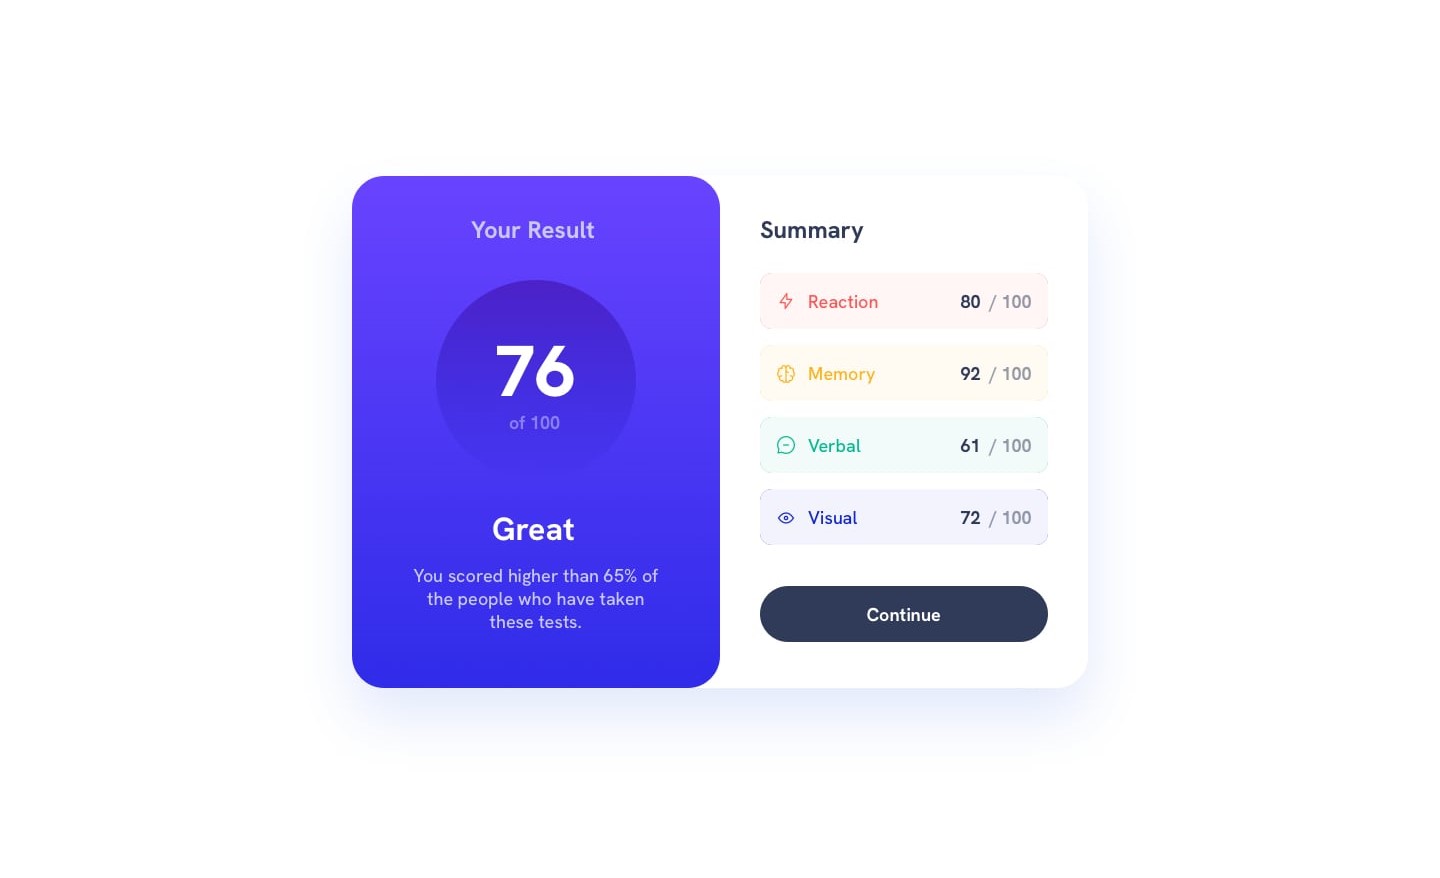 Your Result
76
of 100
Great
You scored higher than 65% of
the people who have taken
these tests.
Summary
Reaction 80 / 100
Memory 92 / 100
Verbal 61 / 100
Visual 72 / 100
Continue